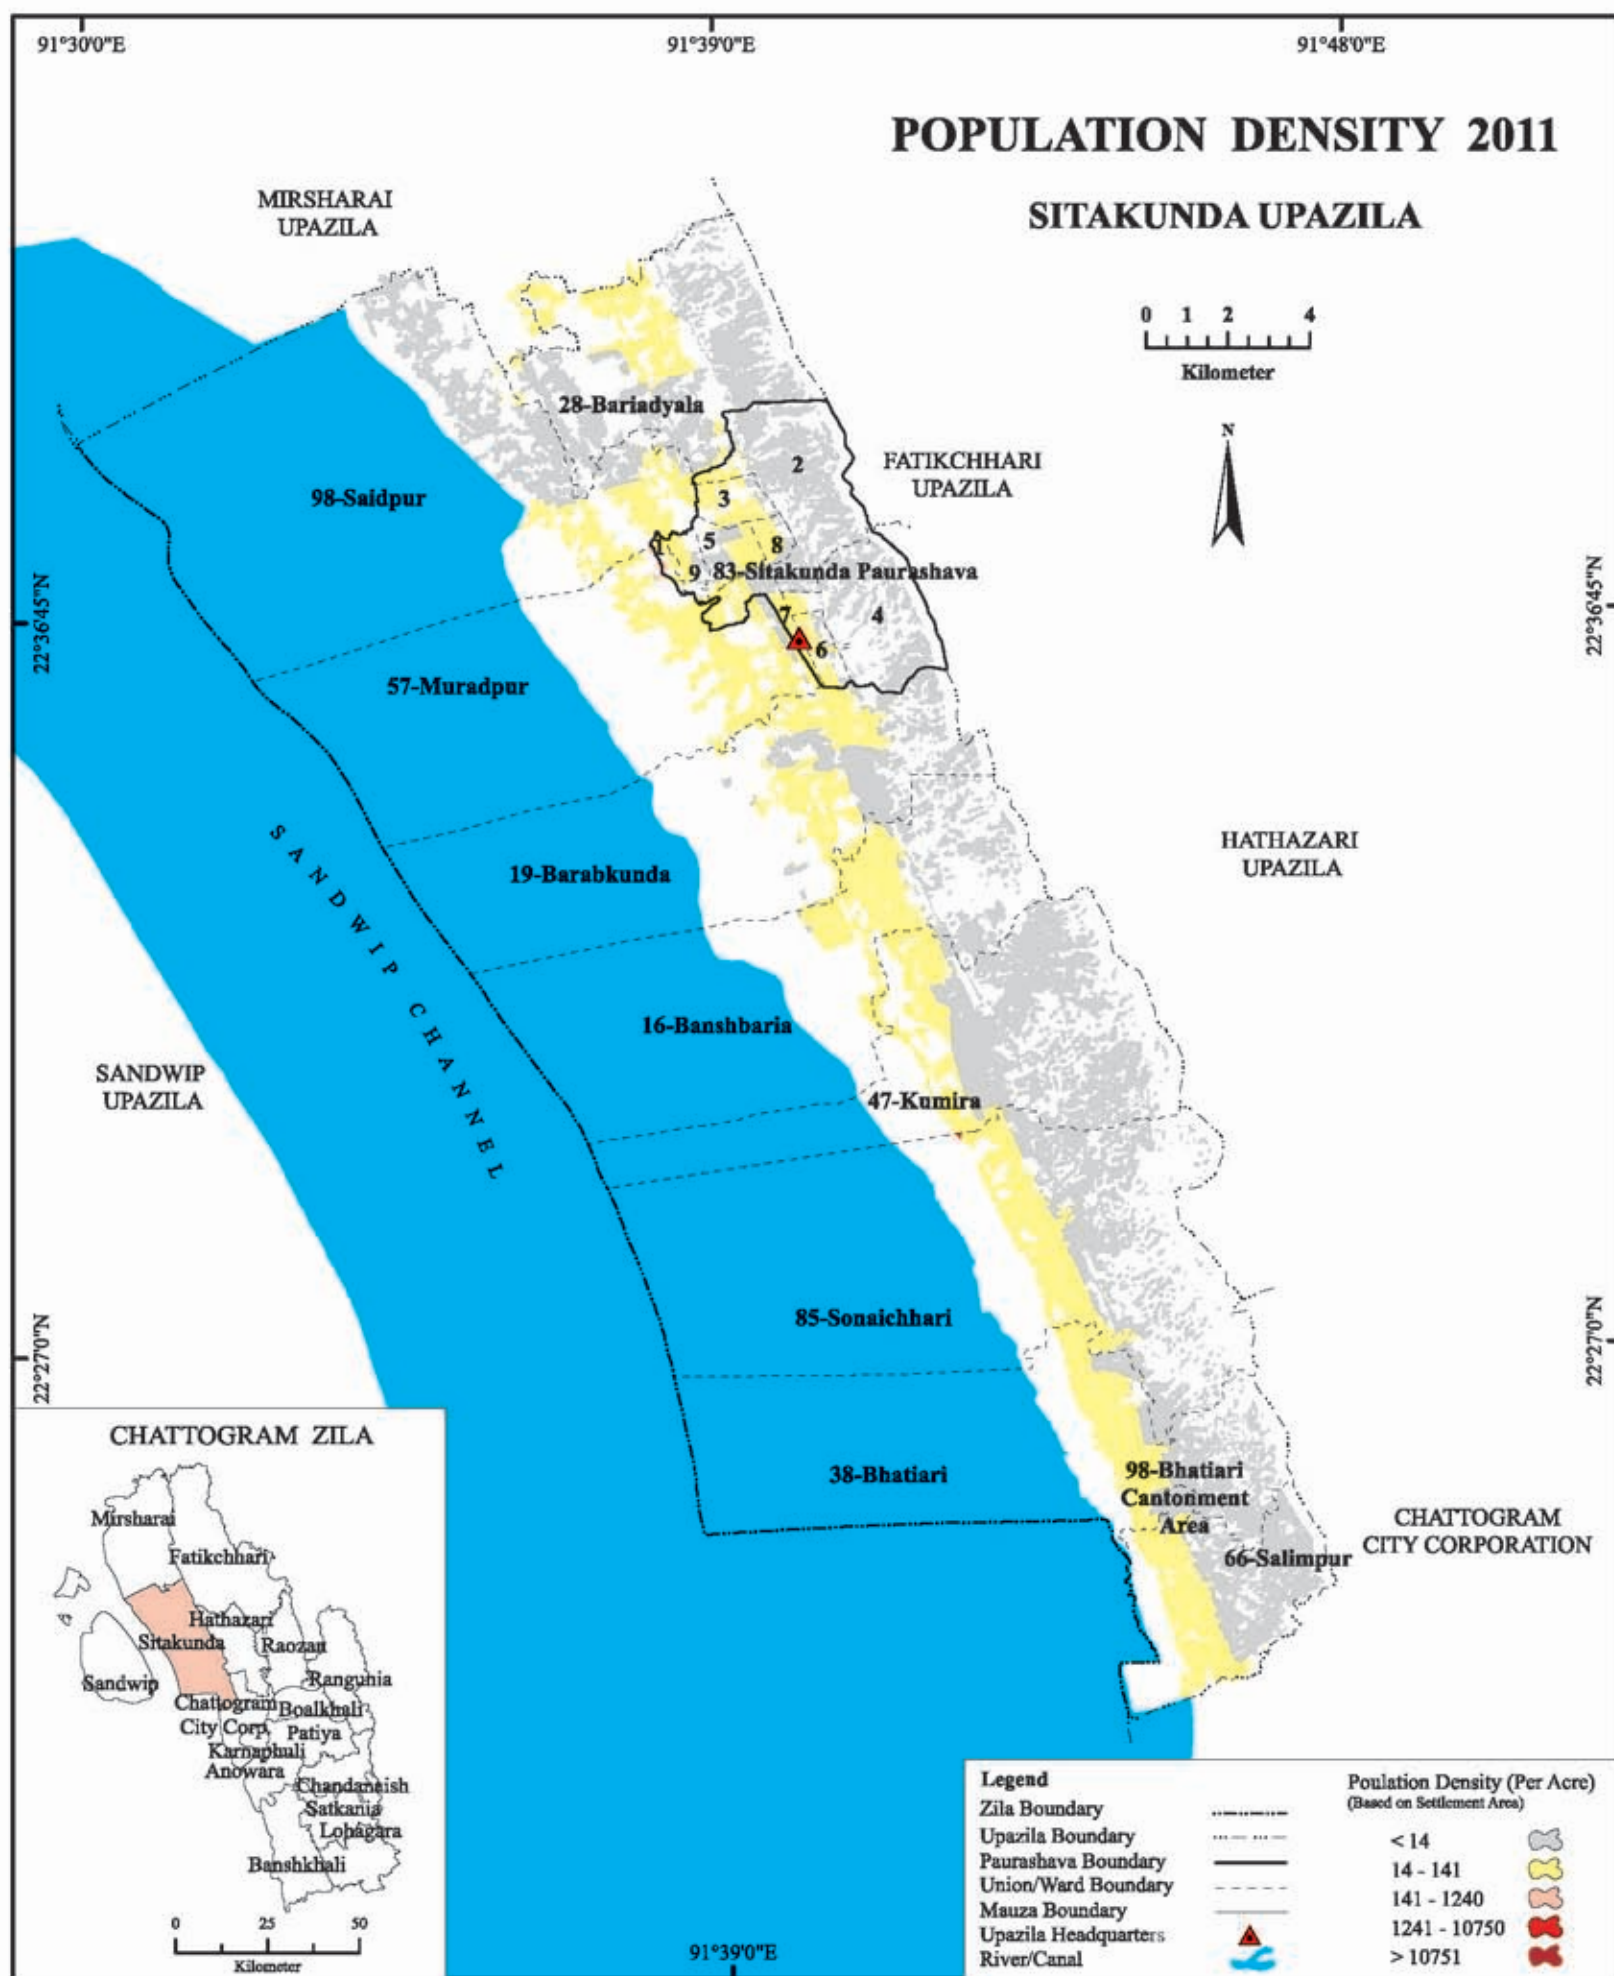 91°30'0"E
91°39'0"E
91°48'0"E
POPULATION DENSITY 2011
SITAKUNDA UPAZILA
MIRSHARAI
UPAZILA
0 1 2 4
Kilometer
N
28-Bariadyala
FATIKCHHARI
UPAZILA
2
98-Saidpur
3
1
5
8
9
83-Sitakunda Paurashava
22°36'45"N
22°36'45"N
7
4
6
57-Muradpur
HATHAZARI
UPAZILA
19-Barabkunda
SANDWIP CHANNEL
16-Banshbaria
SANDWIP
UPAZILA
47-Kumira
85-Sonaichhari
22°27'0"N
22°27'0"N
38-Bhatiari
98-Bhatiari
Cantonment
Area
CHATTOGRAM
CITY CORPORATION
66-Salimpur
CHATTOGRAM ZILA
Mirsharai
Fatikchhari
Hathazari
Sitakunda
Raozan
Sandwip
Rangunia
Chattogram
City Corp.
Boalkhali
Patiya
Karnaphuli
Anowara
Chandanaish
Satkania
Lohagara
Banshkhali
0 25 50
Kilometer
91°39'0"E
Legend
Zila Boundary
Upazila Boundary
Paurashava Boundary
Union/Ward Boundary
Mauza Boundary
Upazila Headquarters
River/Canal
Poulation Density (Per Acre)
(Based on Settlement Area)
< 14
14 - 141
141 - 1240
1241 - 10750
> 10751